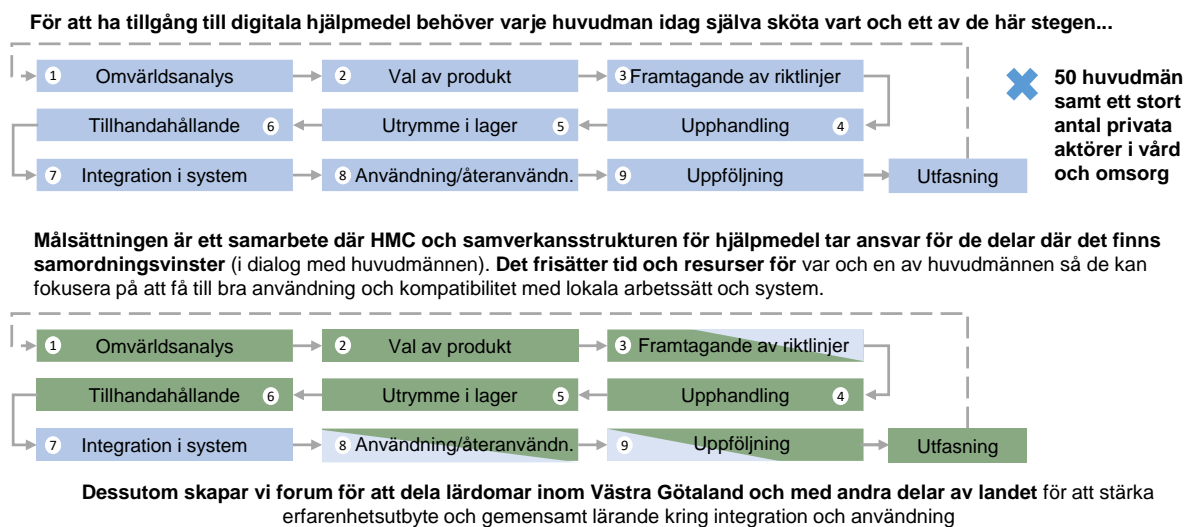 För att ha tillgång till digitala hjälpmedel behöver varje huvudman idag själva sköta vart och ett av de här stegen...
1 Omvärldsanalys
2 Val av produkt
3 Framtagande av riktlinjer
Upphandling 4
Utrymme i lager 5
Tillhandahållande 6
7 Integration i system
8 Användning/återanvändn.
9 Uppföljning
Utfasning
50 huvudmän
samt ett stort
antal privata
aktörer i vård
och omsorg
Målsättningen är ett samarbete där HMC och samverkansstrukturen för hjälpmedel tar ansvar för de delar där det finns
samordningsvinster (i dialog med huvudmännen). Det frisätter tid och resurser för var och en av huvudmännen så de kan
fokusera på att få till bra användning och kompatibilitet med lokala arbetssätt och system.
1 Omvärldsanalys
2 Val av produkt
3 Framtagande av riktlinjer
Upphandling 4
Utrymme i lager 5
Tillhandahållande 6
7 Integration i system
8 Användning/återanvändn.
9 Uppföljning
Utfasning
Dessutom skapar vi forum för att dela lärdomar inom Västra Götaland och med andra delar av landet för att stärka
erfarenhetsutbyte och gemensamt lärande kring integration och användning